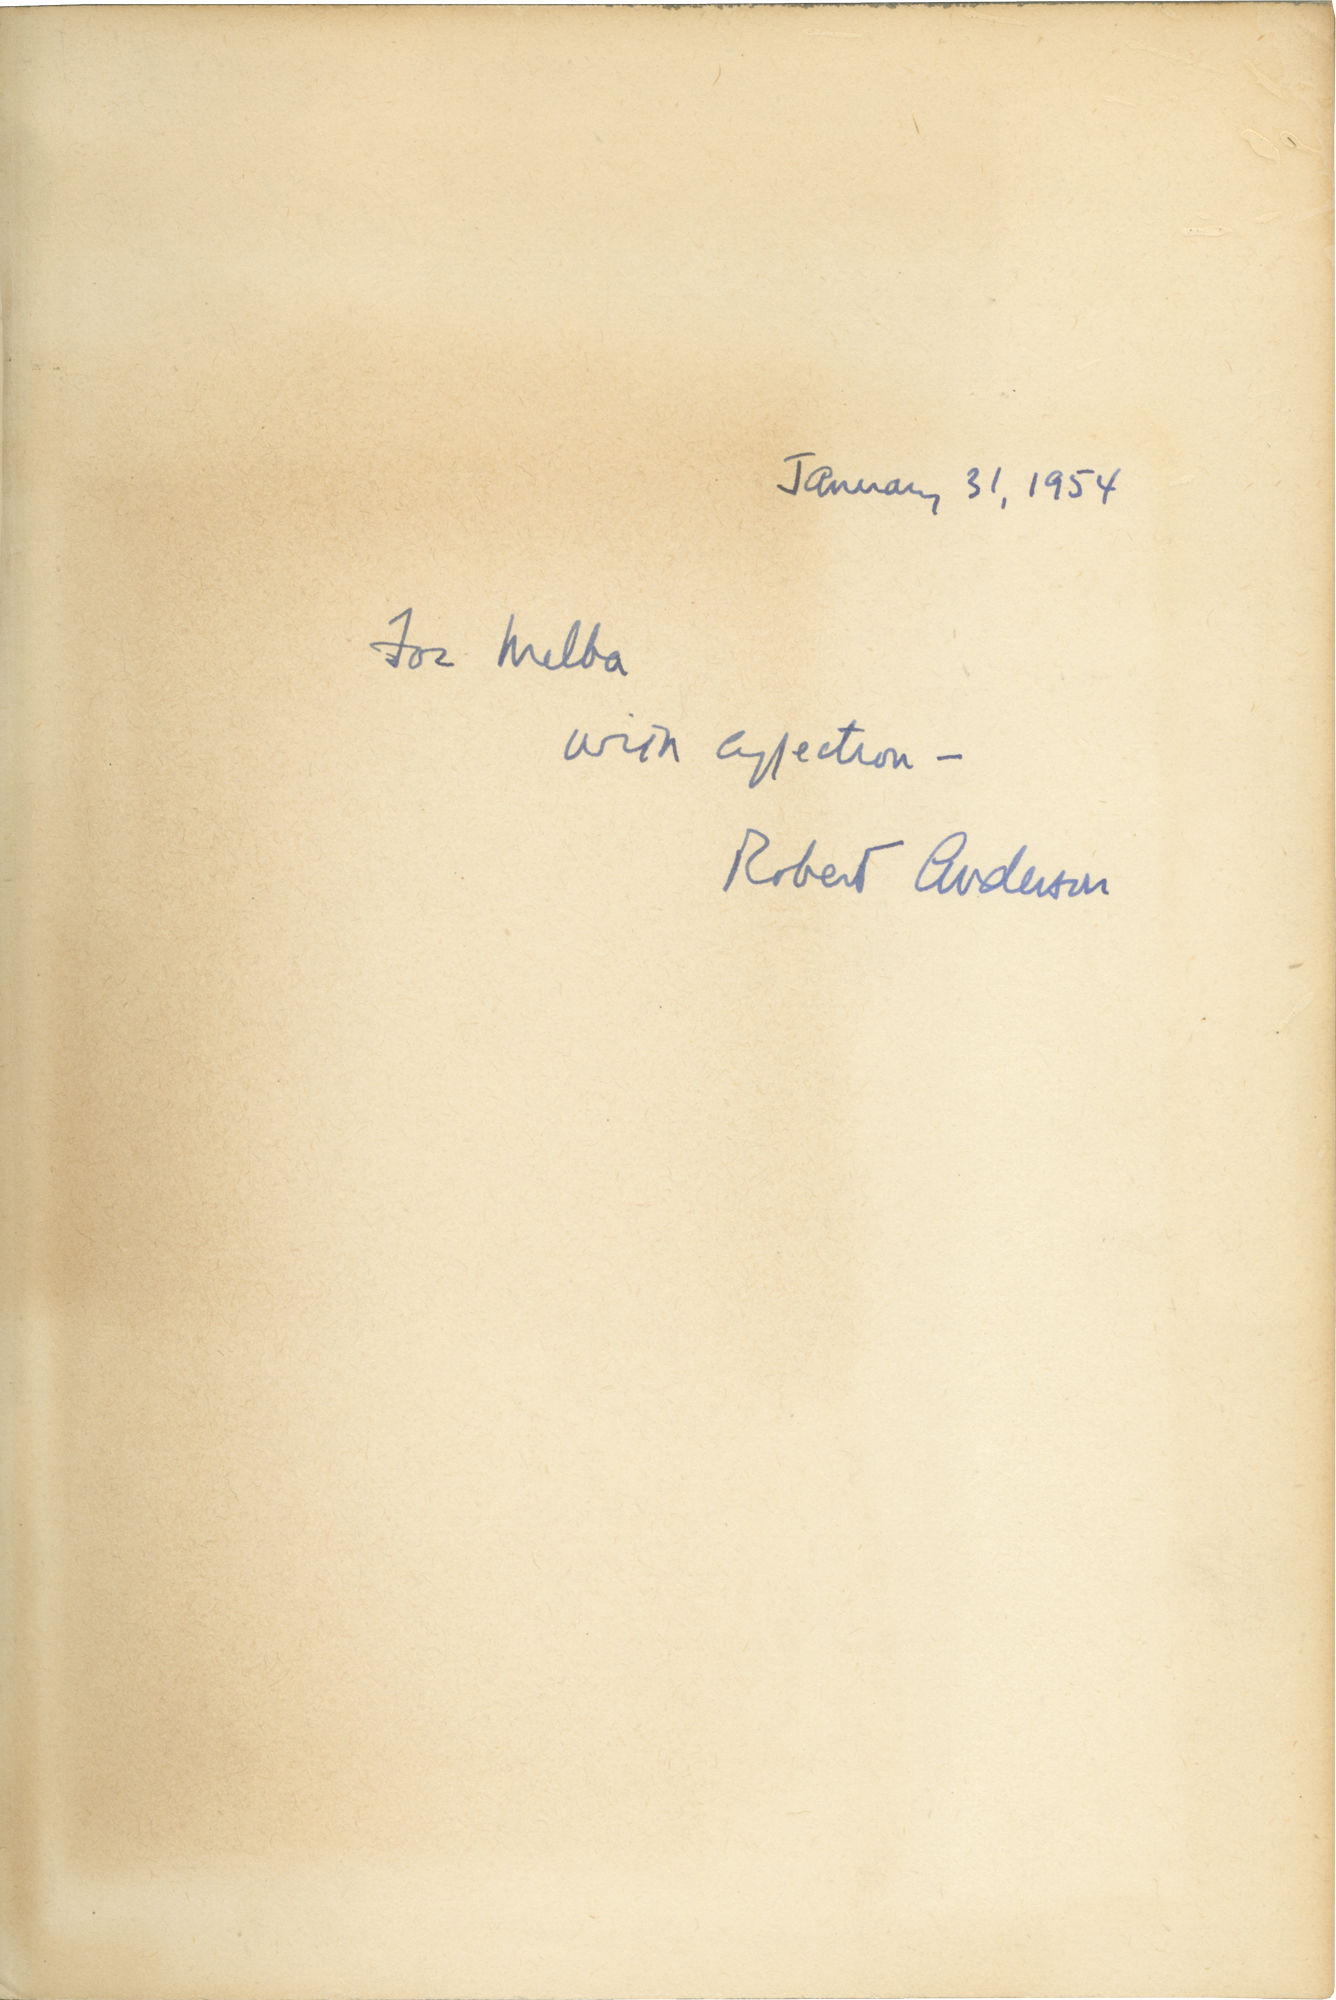 January 31, 1954
For Melba
with affection –
Robert Anderson